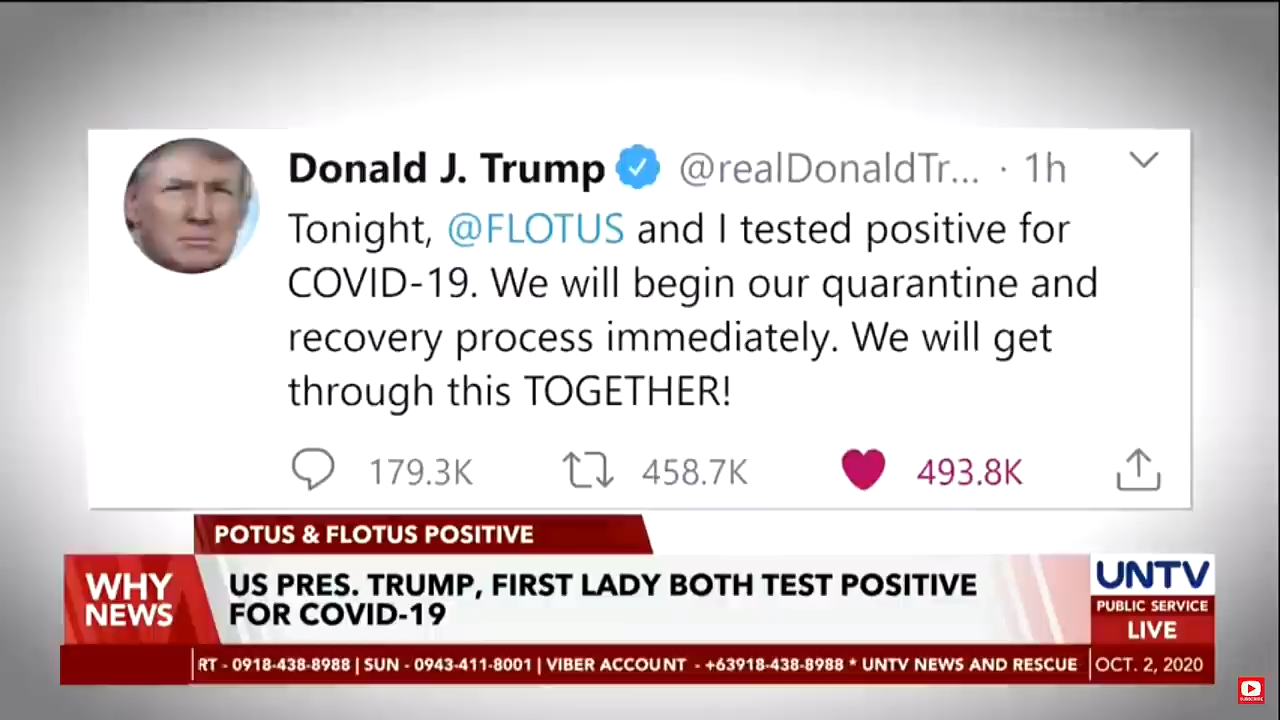 Donald J. Trump @realDonaldTr... · 1h
Tonight, @FLOTUS and I tested positive for
COVID-19. We will begin our quarantine and
recovery process immediately. We will get
through this TOGETHER!
179.3K 458.7K 493.8K
POTUS & FLOTUS POSITIVE
WHY
NEWS
US PRES. TRUMP, FIRST LADY BOTH TEST POSITIVE
FOR COVID-19
UNTV
PUBLIC SERVICE
LIVE
RT - 0918-438-8988 | SUN - 0943-411-8001 | VIBER ACCOUNT - +63918-438-8988 * UNTV NEWS AND RESCUE
OCT. 2, 2020
SUBSCRIBE